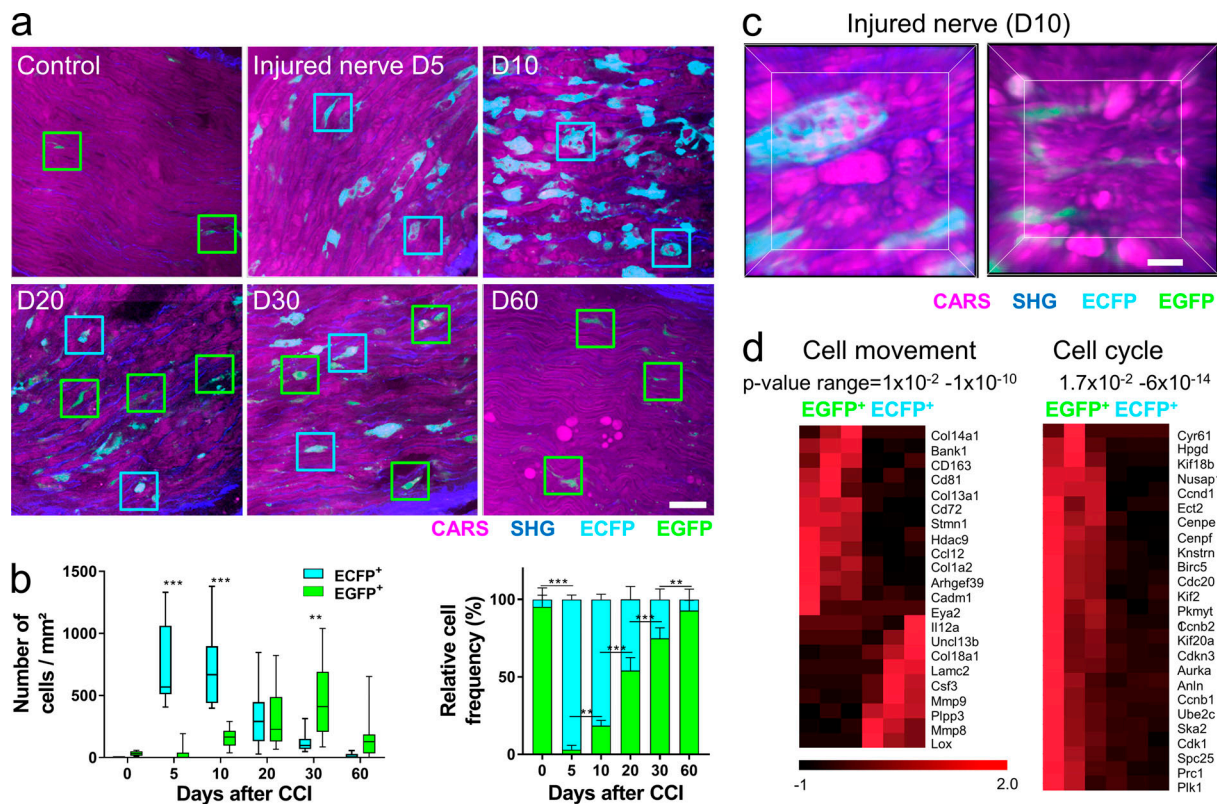 a
Control
Injured nerve D5
D10
D20
D30
D60
CARS SHG ECFP EGFP
b
Number of
cells / mm²
1500
1000
500
0
***
***
**
ECFP⁺
EGFP⁺
0 5 10 20 30 60
Days after CCI
Relative cell
frequency (%)
100
50
0
***
**
***
***
***
**
0 5 10 20 30 60
Days after CCI
c
Injured nerve (D10)
CARS SHG ECFP EGFP
d
Cell movement
p-value range=1x10⁻² -1x10⁻¹⁰
EGFP⁺ ECFP⁺
Col14a1
Bank1
CD163
Cd81
Col13a1
Cd72
Stmn1
Hdac9
Ccl12
Col1a2
Arhgef39
Cadm1
Eya2
Il12a
Uncl13b
Col18a1
Lamc2
Csf3
Mmp9
Plpp3
Mmp8
Lox
-1 2.0
Cell cycle
1.7x10⁻² -6x10⁻¹⁴
EGFP⁺ ECFP⁺
Cyr61
Hpgd
Kif18b
Nusap1
Ccnd1
Ect2
Cenpe
Cenpf
Knstrn
Birc5
Cdc20
Kif2
Pkmyt
Ccnb2
Kif20a
Cdkn3
Aurka
Anln
Ccnb1
Ube2c
Ska2
Cdk1
Spc25
Prc1
Plk1